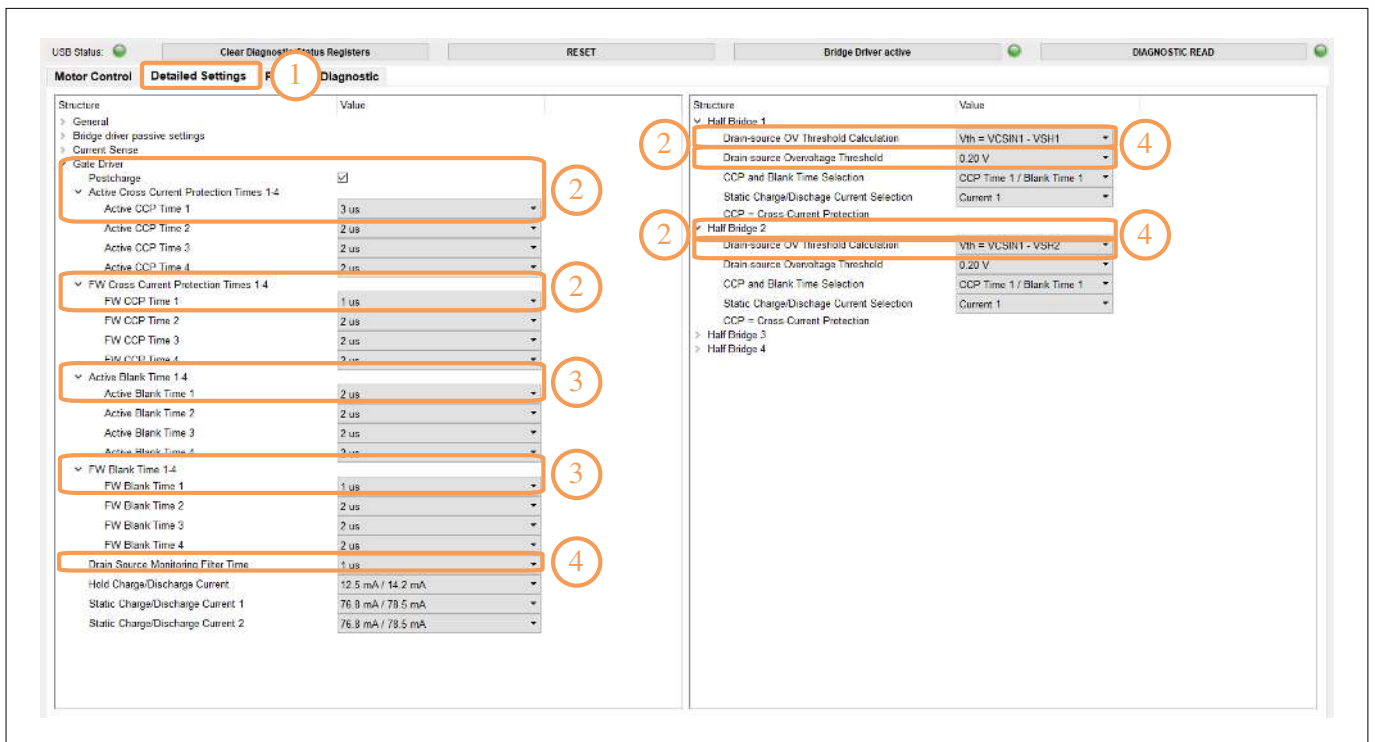 USB Status: Clear Diagnostic Status Registers RESET Bridge Driver active DIAGNOSTIC READ
Motor Control Detailed Settings 1 Diagnostic
Structure Value
General
Bridge driver passive settings
Current Sense
Gate Driver
Postcharge
2
Active Cross Current Protection Times 1-4
Active CCP Time 1 3 us
Active CCP Time 2 2 us
Active CCP Time 3 2 us
Active CCP Time 4 2 us
FW Cross Current Protection Times 1-4 2
FW CCP Time 1 1 us
FW CCP Time 2 2 us
FW CCP Time 3 2 us
FW CCP Time 4 2 us
Active Blank Time 1-4 3
Active Blank Time 1 2 us
Active Blank Time 2 2 us
Active Blank Time 3 2 us
Active Blank Time 4 2 us
FW Blank Time 1-4 3
FW Blank Time 1 1 us
FW Blank Time 2 2 us
FW Blank Time 3 2 us
FW Blank Time 4 2 us
Drain Source Monitoring Filter Time 1 us 4
Hold Charge/Discharge Current 12.5 mA / 14.2 mA
Static Charge/Discharge Current 1 76.8 mA / 78.5 mA
Static Charge/Discharge Current 2 76.8 mA / 78.5 mA
Structure Value
Half Bridge 1
2 Drain-source OV Threshold Calculation Vth = VCSIN1 - VSH1 4
Drain-source Overvoltage Threshold 0.20 V
CCP and Blank Time Selection CCP Time 1 / Blank Time 1
Static Charge/Dischage Current Selection Current 1
CCP = Cross-Current Protection
2 Half Bridge 2 4
Drain-source OV Threshold Calculation Vth = VCSIN1 - VSH2
Drain-source Overvoltage Threshold 0.20 V
CCP and Blank Time Selection CCP Time 1 / Blank Time 1
Static Charge/Dischage Current Selection Current 1
CCP = Cross-Current Protection
Half Bridge 3
Half Bridge 4